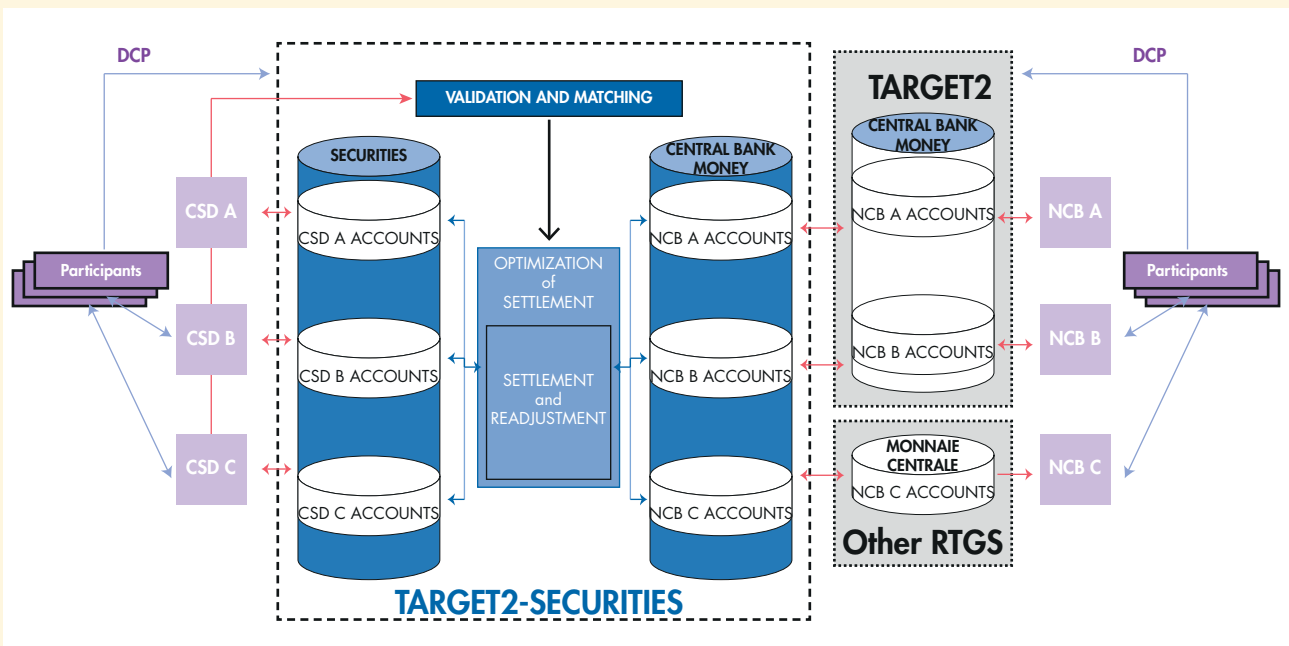 DCP
DCP
VALIDATION AND MATCHING
TARGET2
SECURITIES
CENTRAL BANK
MONEY
CENTRAL BANK
MONEY
CSD A
CSD A ACCOUNTS
NCB A ACCOUNTS
NCB A ACCOUNTS
NCB A
Participants
OPTIMIZATION
of
SETTLEMENT
Participants
CSD B
CSD B ACCOUNTS
SETTLEMENT
and
READJUSTMENT
NCB B ACCOUNTS
NCB B ACCOUNTS
NCB B
CSD C
CSD C ACCOUNTS
NCB C ACCOUNTS
MONNAIE
CENTRALE
NCB C ACCOUNTS
NCB C
Other RTGS
TARGET2-SECURITIES